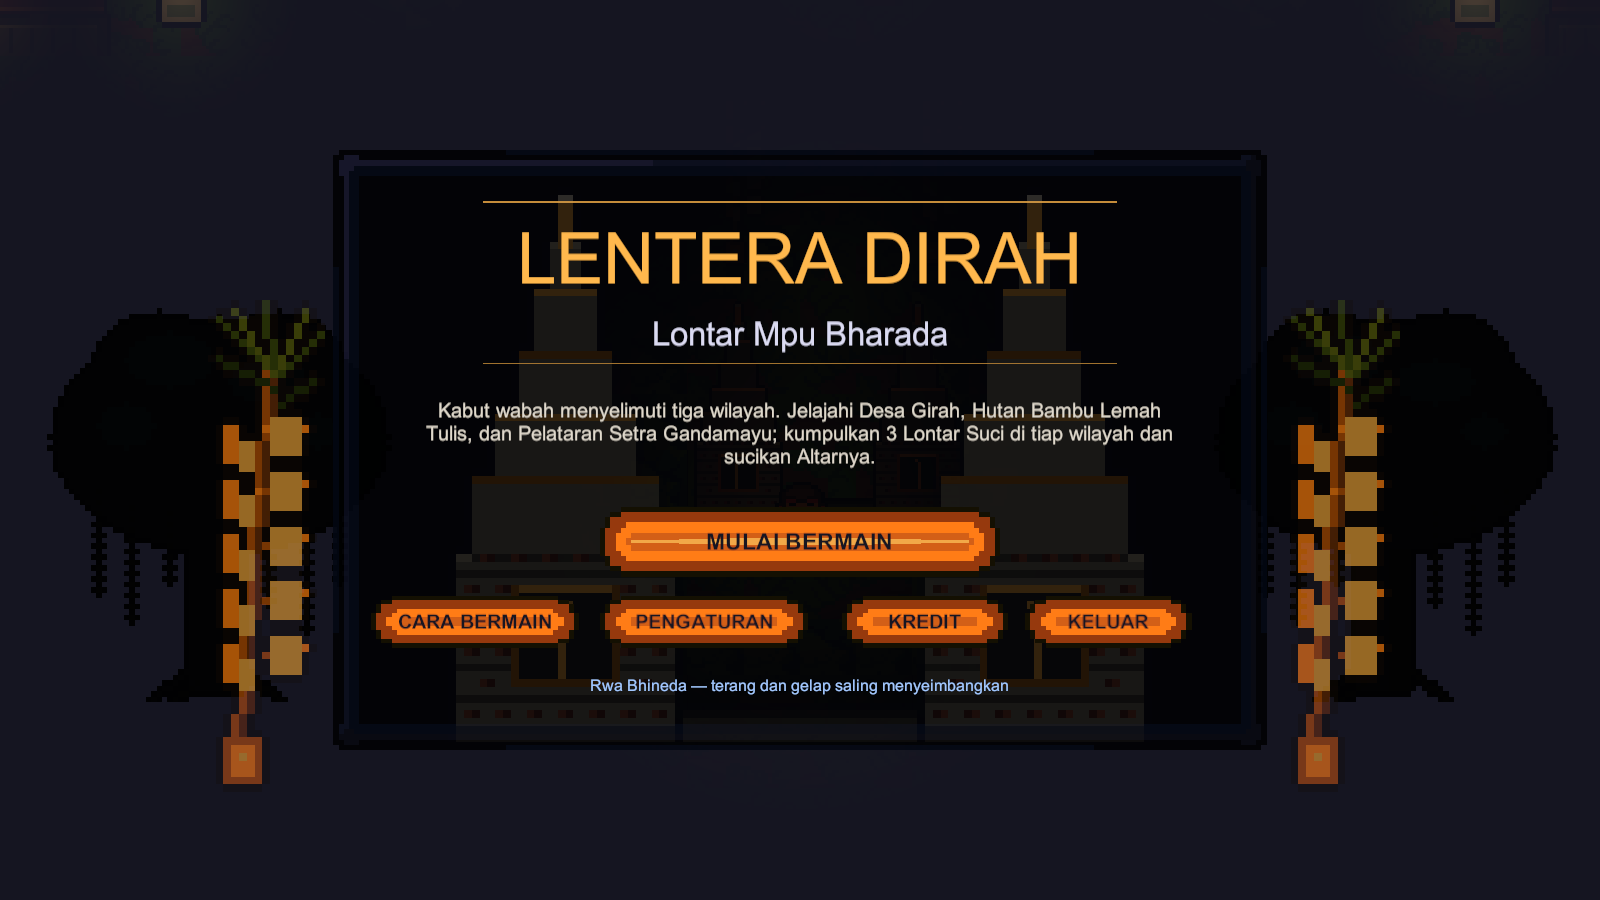 LENTERA DIRAH
Lontar Mpu Bharada
Kabut wabah menyelimuti tiga wilayah. Jelajahi Desa Girah, Hutan Bambu Lemah
Tulis, dan Pelataran Setra Gandamayu; kumpulkan 3 Lontar Suci di tiap wilayah dan
sucikan Altarnya.
MULAI BERMAIN
CARA BERMAIN
PENGATURAN
KREDIT
KELUAR
Rwa Bhineda — terang dan gelap saling menyeimbangkan